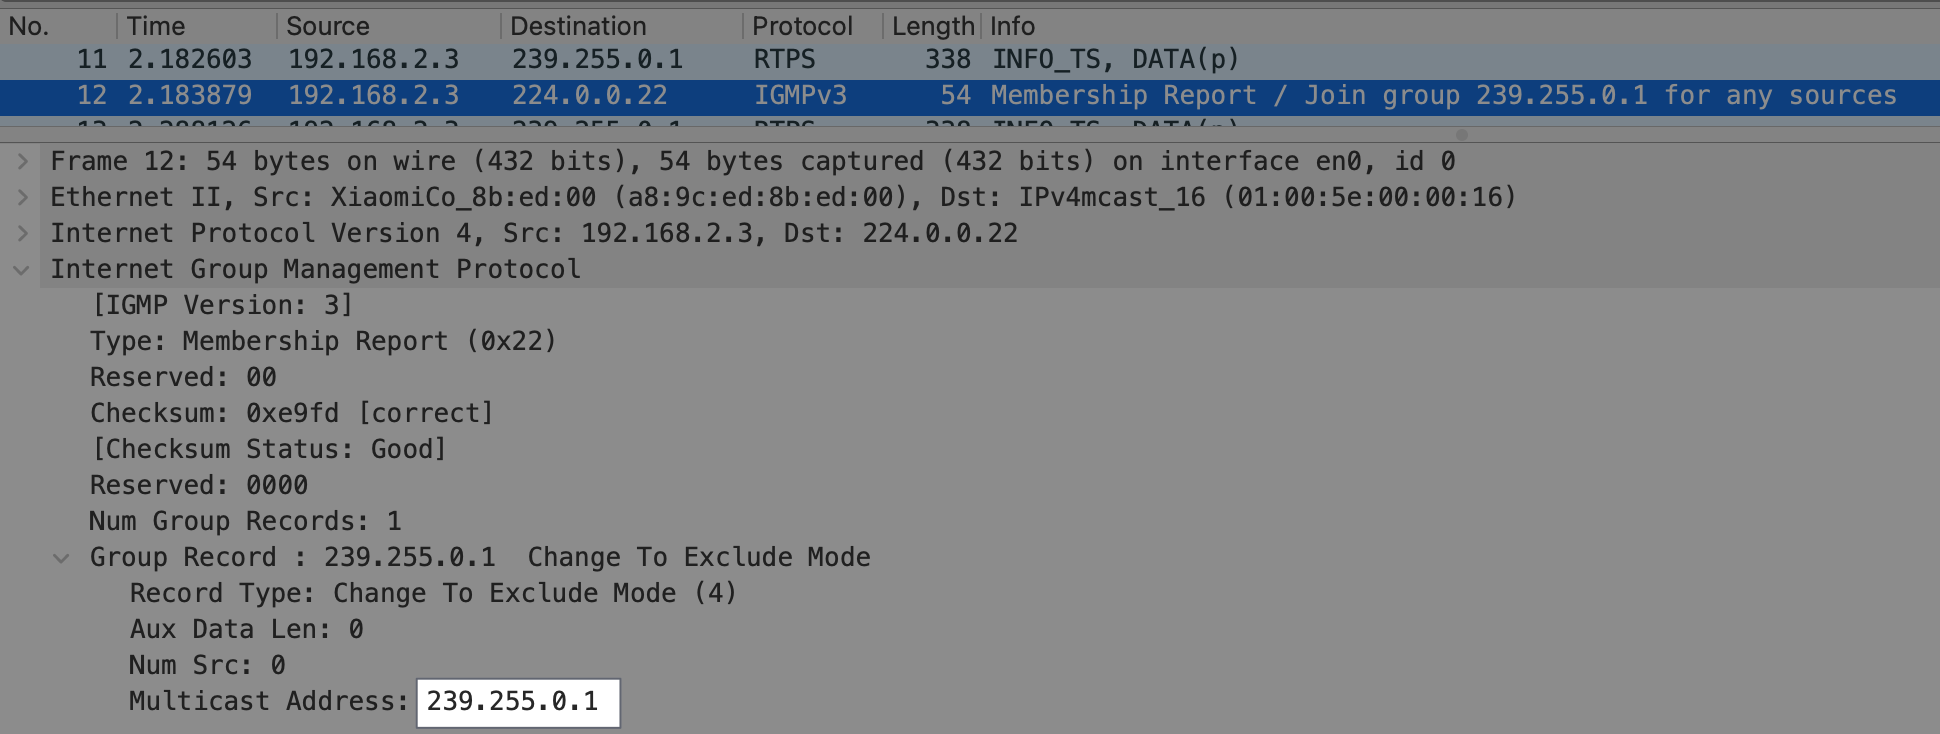 No. Time Source Destination Protocol Length Info
11 2.182603 192.168.2.3 239.255.0.1 RTPS 338 INFO_TS, DATA(p)
12 2.183879 192.168.2.3 224.0.0.22 IGMPv3 54 Membership Report / Join group 239.255.0.1 for any sources
Frame 12: 54 bytes on wire (432 bits), 54 bytes captured (432 bits) on interface en0, id 0
Ethernet II, Src: XiaomiCo_8b:ed:00 (a8:9c:ed:8b:ed:00), Dst: IPv4mcast_16 (01:00:5e:00:00:16)
Internet Protocol Version 4, Src: 192.168.2.3, Dst: 224.0.0.22
Internet Group Management Protocol
[IGMP Version: 3]
Type: Membership Report (0x22)
Reserved: 00
Checksum: 0xe9fd [correct]
[Checksum Status: Good]
Reserved: 0000
Num Group Records: 1
Group Record : 239.255.0.1 Change To Exclude Mode
Record Type: Change To Exclude Mode (4)
Aux Data Len: 0
Num Src: 0
Multicast Address: 239.255.0.1